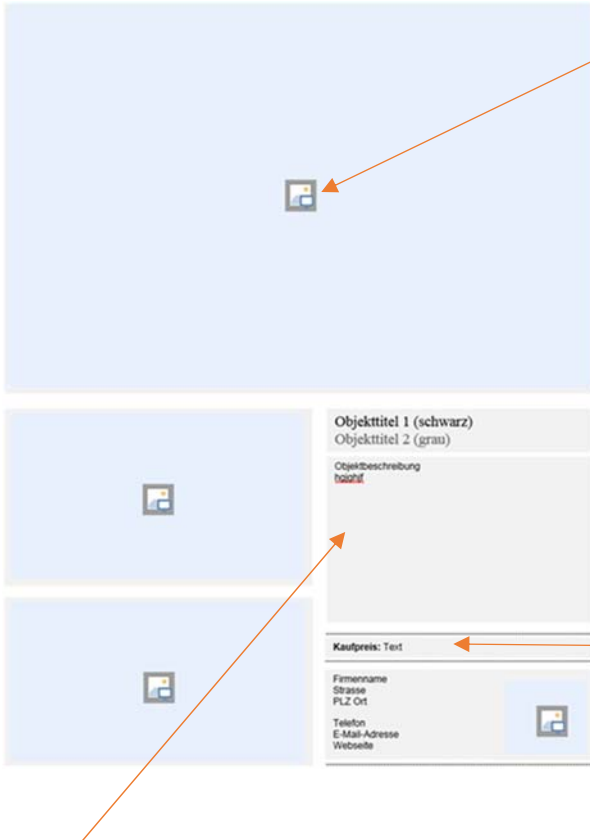 Objekttitel 1 (schwarz)
Objekttitel 2 (grau)
Objektbeschreibung
hgjghjf
Kaufpreis: Text
Firmenname
Strasse
PLZ Ort
Telefon
E-Mail-Adresse
Webseite